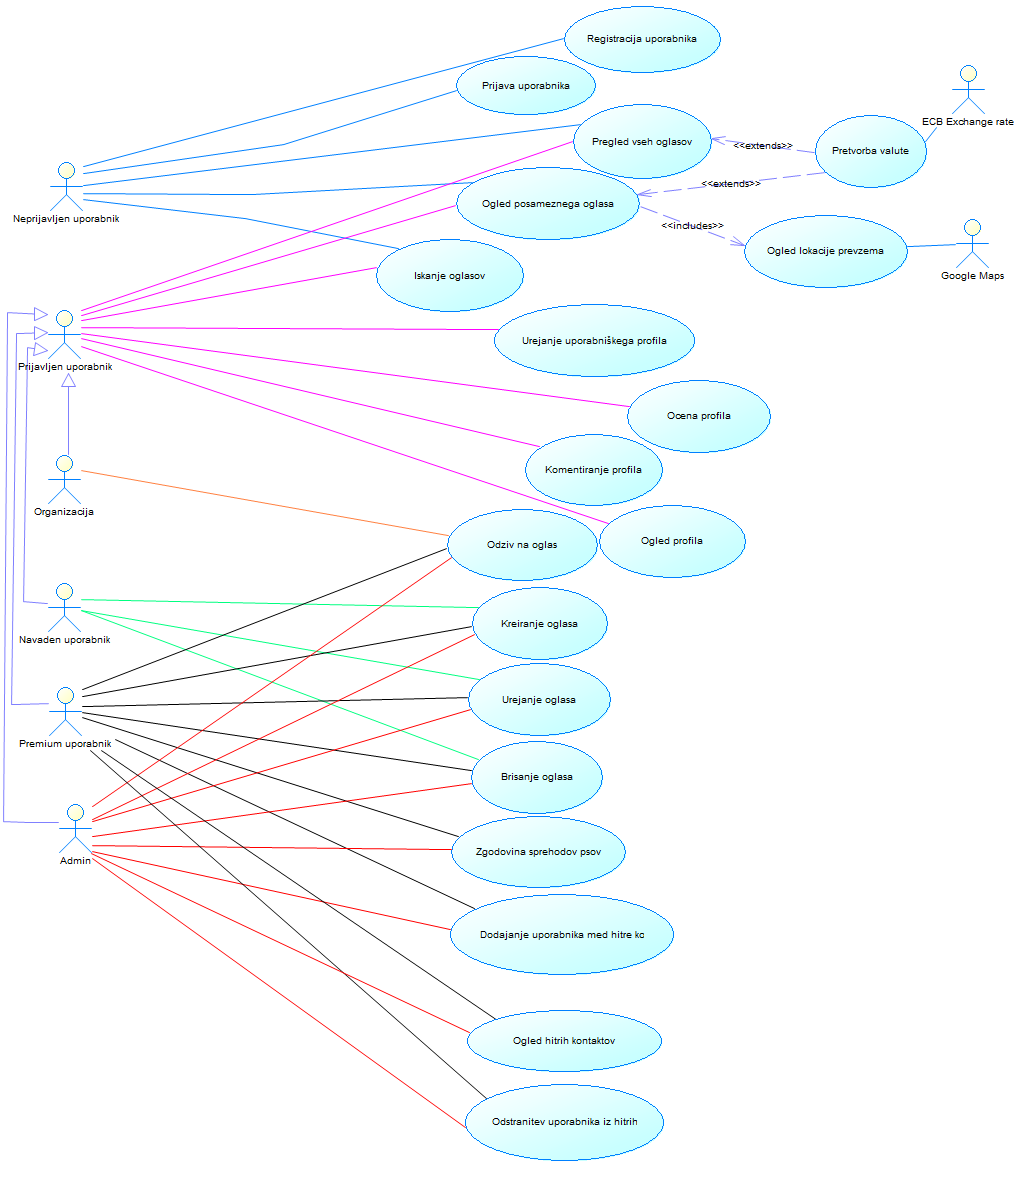 Registracija uporabnika
Prijava uporabnika
ECB Exchange rate
Pregled vseh oglasov
<<extends>>
Pretvorba valute
<<extends>>
Neprijavljen uporabnik
Ogled posameznega oglasa
<<includes>>
Ogled lokacije prevzema
Google Maps
Iskanje oglasov
Urejanje uporabniškega profila
Prijavljen uporabnik
Ocena profila
Komentiranje profila
Organizacija
Odziv na oglas
Ogled profila
Kreiranje oglasa
Navaden uporabnik
Urejanje oglasa
Premium uporabnik
Brisanje oglasa
Zgodovina sprehodov psov
Admin
Dodajanje uporabnika med hitre ko
Ogled hitrih kontaktov
Odstranitev uporabnika iz hitrih